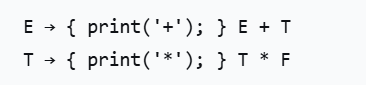 E → { print('+'); } E + T
T → { print('*'); } T * F